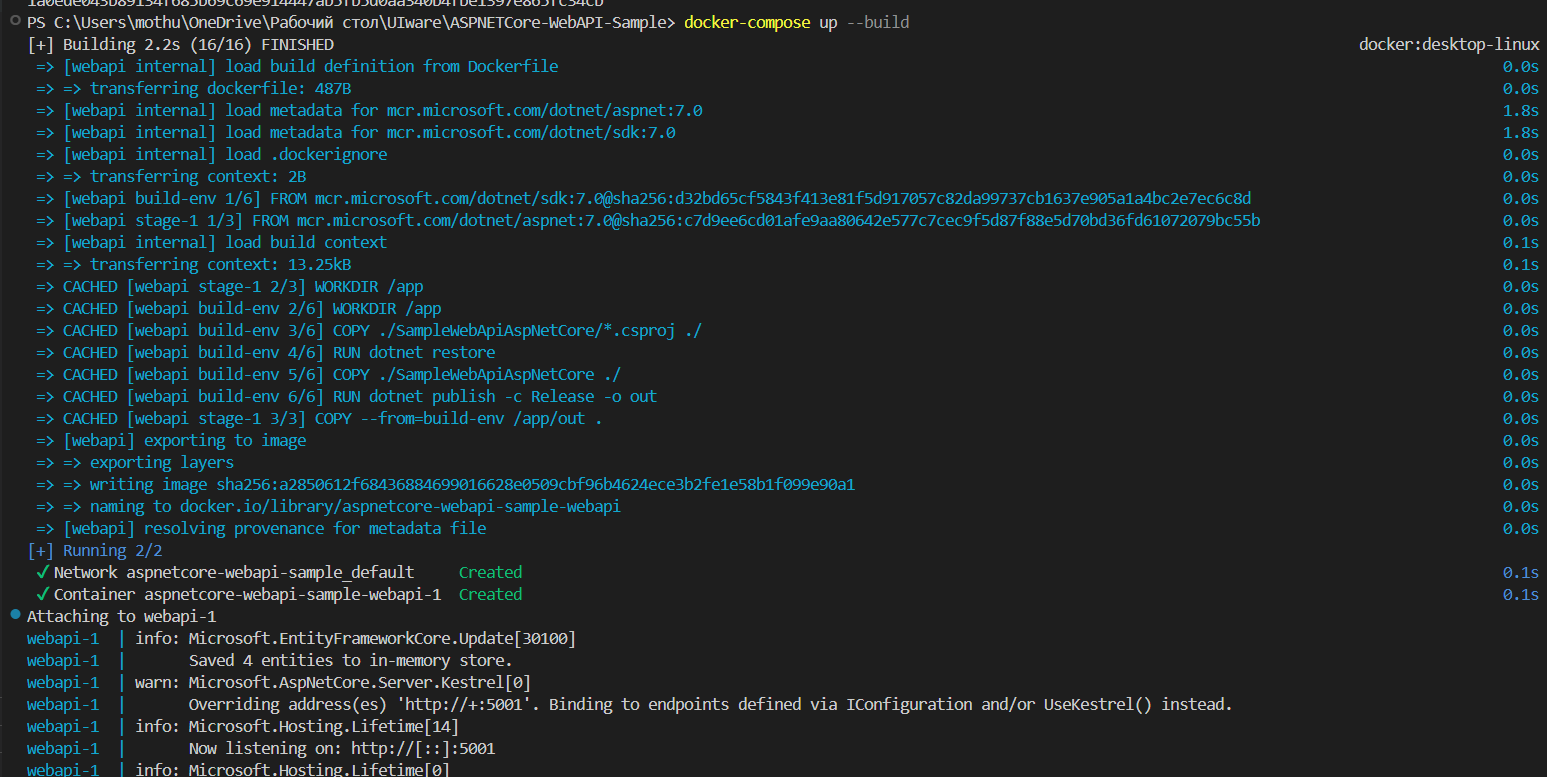 1a0ede043b89134f685b69c69e914447ab5fb5d0aa340b4fbe1397e865fc34cb
PS C:\Users\mothu\OneDrive\Рабочий стол\UIware\ASPNETCore-WebAPI-Sample> docker-compose up --build
[+] Building 2.2s (16/16) FINISHED docker:desktop-linux
=> [webapi internal] load build definition from Dockerfile 0.0s
=> => transferring dockerfile: 487B 0.0s
=> [webapi internal] load metadata for mcr.microsoft.com/dotnet/aspnet:7.0 1.8s
=> [webapi internal] load metadata for mcr.microsoft.com/dotnet/sdk:7.0 1.8s
=> [webapi internal] load .dockerignore 0.0s
=> => transferring context: 2B 0.0s
=> [webapi build-env 1/6] FROM mcr.microsoft.com/dotnet/sdk:7.0@sha256:d32bd65cf5843f413e81f5d917057c82da99737cb1637e905a1a4bc2e7ec6c8d 0.0s
=> [webapi stage-1 1/3] FROM mcr.microsoft.com/dotnet/aspnet:7.0@sha256:c7d9ee6cd01afe9aa80642e577c7cec9f5d87f88e5d70bd36fd61072079bc55b 0.0s
=> [webapi internal] load build context 0.1s
=> => transferring context: 13.25kB 0.1s
=> CACHED [webapi stage-1 2/3] WORKDIR /app 0.0s
=> CACHED [webapi build-env 2/6] WORKDIR /app 0.0s
=> CACHED [webapi build-env 3/6] COPY ./SampleWebApiAspNetCore/*.csproj ./ 0.0s
=> CACHED [webapi build-env 4/6] RUN dotnet restore 0.0s
=> CACHED [webapi build-env 5/6] COPY ./SampleWebApiAspNetCore ./ 0.0s
=> CACHED [webapi build-env 6/6] RUN dotnet publish -c Release -o out 0.0s
=> CACHED [webapi stage-1 3/3] COPY --from=build-env /app/out . 0.0s
=> [webapi] exporting to image 0.0s
=> => exporting layers 0.0s
=> => writing image sha256:a2850612f68436884699016628e0509cbf96b4624ece3b2fe1e58b1f099e90a1 0.0s
=> => naming to docker.io/library/aspnetcore-webapi-sample-webapi 0.0s
=> [webapi] resolving provenance for metadata file 0.0s
[+] Running 2/2
✓ Network aspnetcore-webapi-sample_default Created 0.1s
✓ Container aspnetcore-webapi-sample-webapi-1 Created 0.1s
Attaching to webapi-1
webapi-1 | info: Microsoft.EntityFrameworkCore.Update[30100]
webapi-1 | Saved 4 entities to in-memory store.
webapi-1 | warn: Microsoft.AspNetCore.Server.Kestrel[0]
webapi-1 | Overriding address(es) 'http://+:5001'. Binding to endpoints defined via IConfiguration and/or UseKestrel() instead.
webapi-1 | info: Microsoft.Hosting.Lifetime[14]
webapi-1 | Now listening on: http://[::]:5001
webapi-1 | info: Microsoft.Hosting.Lifetime[0]